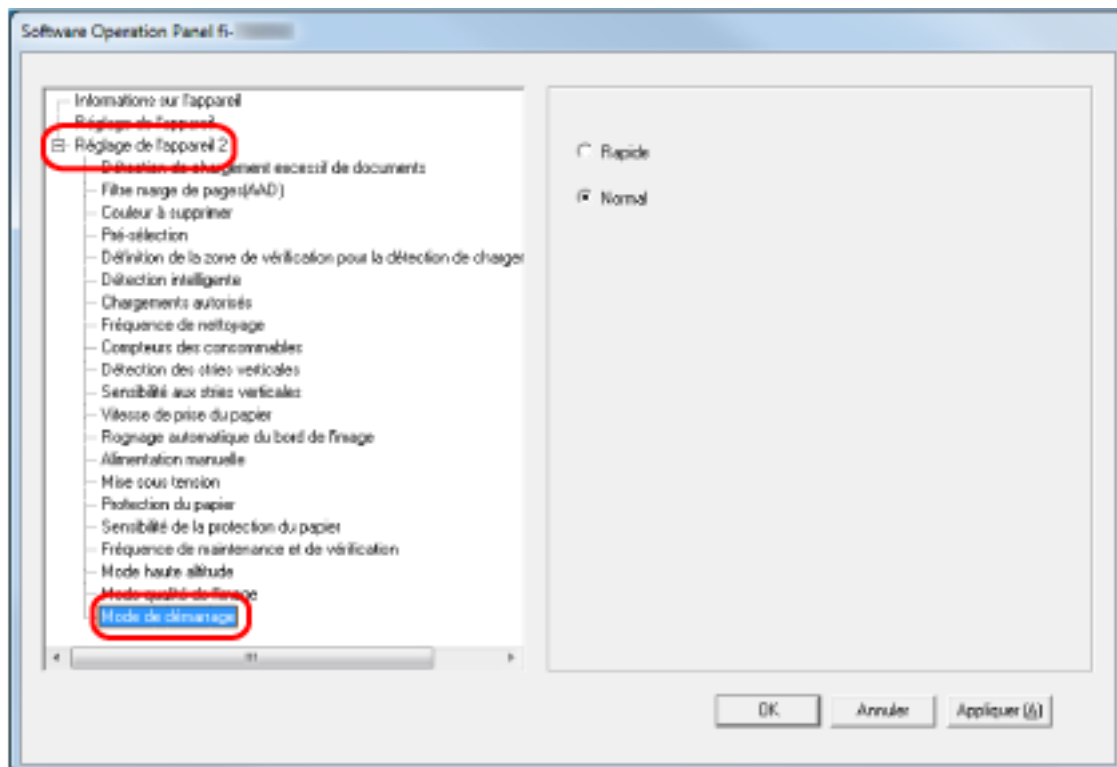 Software Operation Panel fi-
Informations sur l'appareil
Réglage de l'appareil
Réglage de l'appareil 2
Détection de chargement excessif de documents
Filtre marge de pages(AAD)
Couleur à supprimer
Pré-sélection
Définition de la zone de vérification pour la détection de charger
Détection intelligente
Chargements autorisés
Fréquence de nettoyage
Compteurs des consommables
Détection des stries verticales
Sensibilité aux stries verticales
Vitesse de prise du papier
Rognage automatique du bord de l'image
Alimentation manuelle
Mise sous tension
Protection du papier
Sensibilité de la protection du papier
Fréquence de maintenance et de vérification
Mode haute altitude
Mode qualité de l'image
Mode de démarrage
Rapide
Normal
OK
Annuler
Appliquer (A)